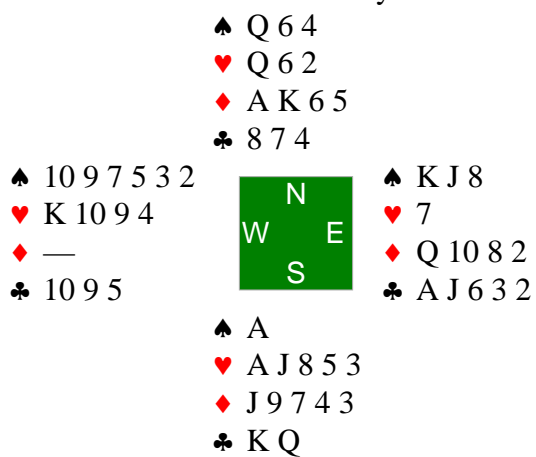 ♠ Q 6 4
♥ Q 6 2
♦ A K 6 5
♣ 8 7 4
♠ 10 9 7 5 3 2
♥ K 10 9 4
♦ —
♣ 10 9 5
N
W E
S
♠ K J 8
♥ 7
♦ Q 10 8 2
♣ A J 6 3 2
♠ A
♥ A J 8 5 3
♦ J 9 7 4 3
♣ K Q